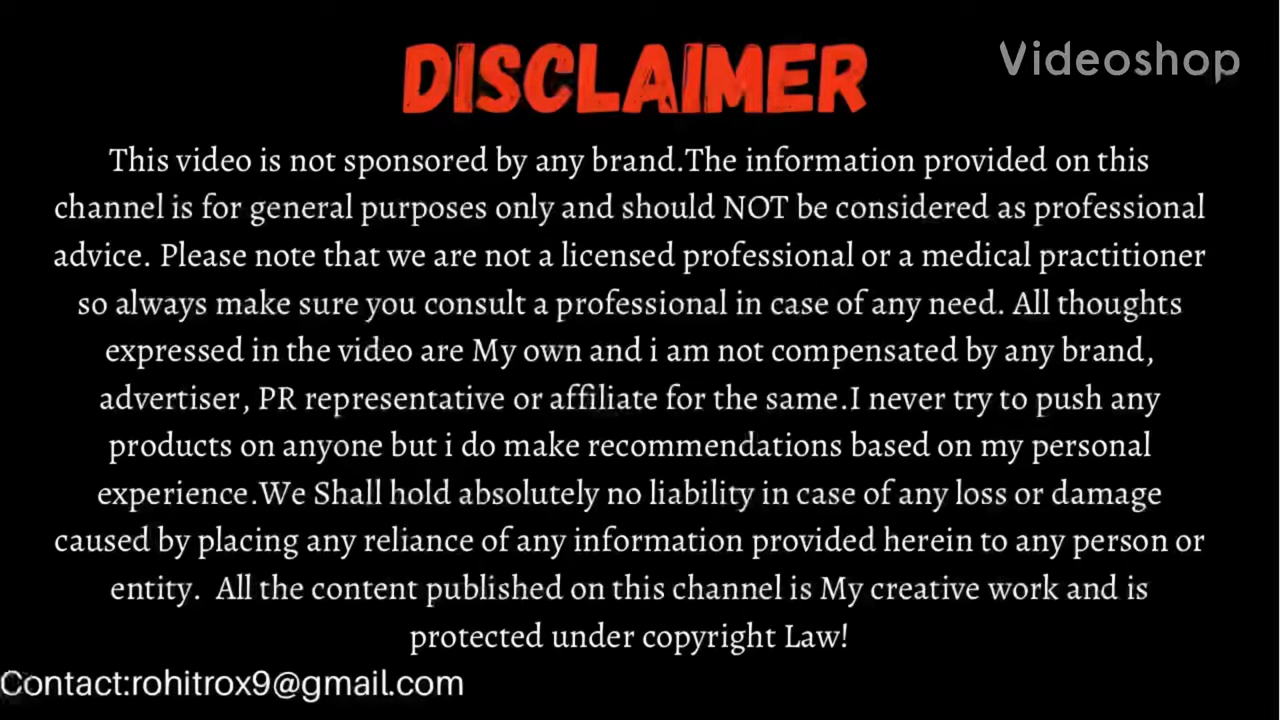 DISCLAIMER
Videoshop
This video is not sponsored by any brand.The information provided on this
channel is for general purposes only and should NOT be considered as professional
advice. Please note that we are not a licensed professional or a medical practitioner
so always make sure you consult a professional in case of any need. All thoughts
expressed in the video are My own and i am not compensated by any brand,
advertiser, PR representative or affiliate for the same.I never try to push any
products on anyone but i do make recommendations based on my personal
experience.We Shall hold absolutely no liability in case of any loss or damage
caused by placing any reliance of any information provided herein to any person or
entity.  All the content published on this channel is My creative work and is
protected under copyright Law!
Contact:rohitrox9@gmail.com